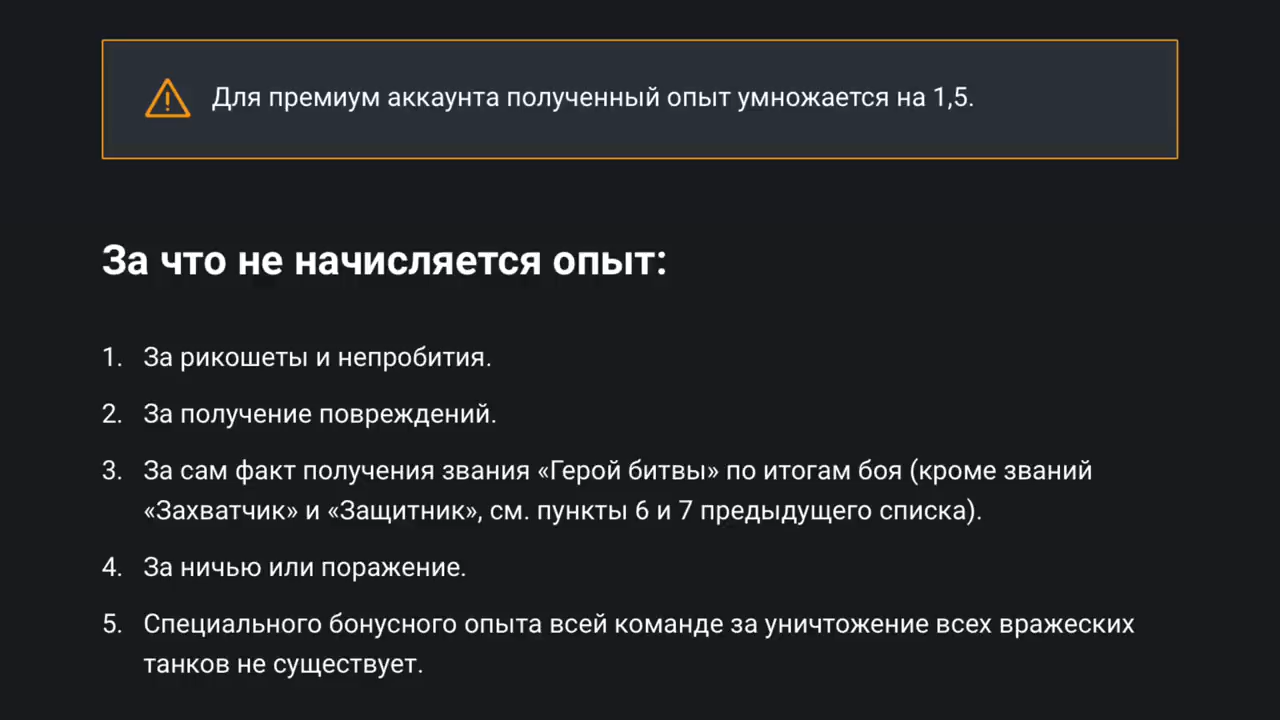 Для премиум аккаунта полученный опыт умножается на 1,5.
За что не начисляется опыт:
1. За рикошеты и непробития.
2. За получение повреждений.
3. За сам факт получения звания «Герой битвы» по итогам боя (кроме званий
«Захватчик» и «Защитник», см. пункты 6 и 7 предыдущего списка).
4. За ничью или поражение.
5. Специального бонусного опыта всей команде за уничтожение всех вражеских
танков не существует.